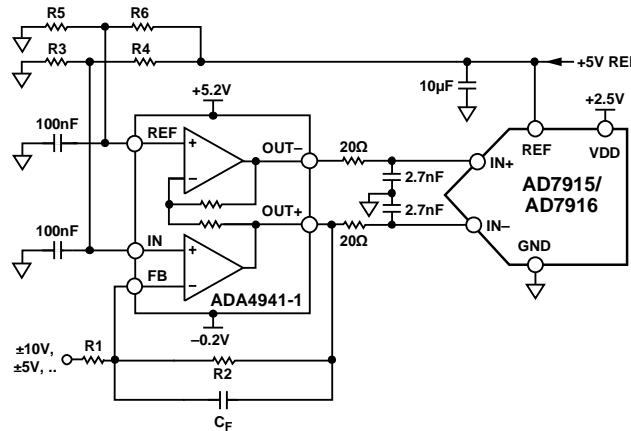 R5
R6
R3
R4
+5V REF
10µF
+5.2V
+2.5V
100nF
REF
OUT–
20Ω
IN+
REF
VDD
2.7nF
AD7915/
AD7916
OUT+
2.7nF
100nF
IN
20Ω
IN–
FB
GND
ADA4941-1
–0.2V
±10V,
±5V, ..
R1
R2
CF